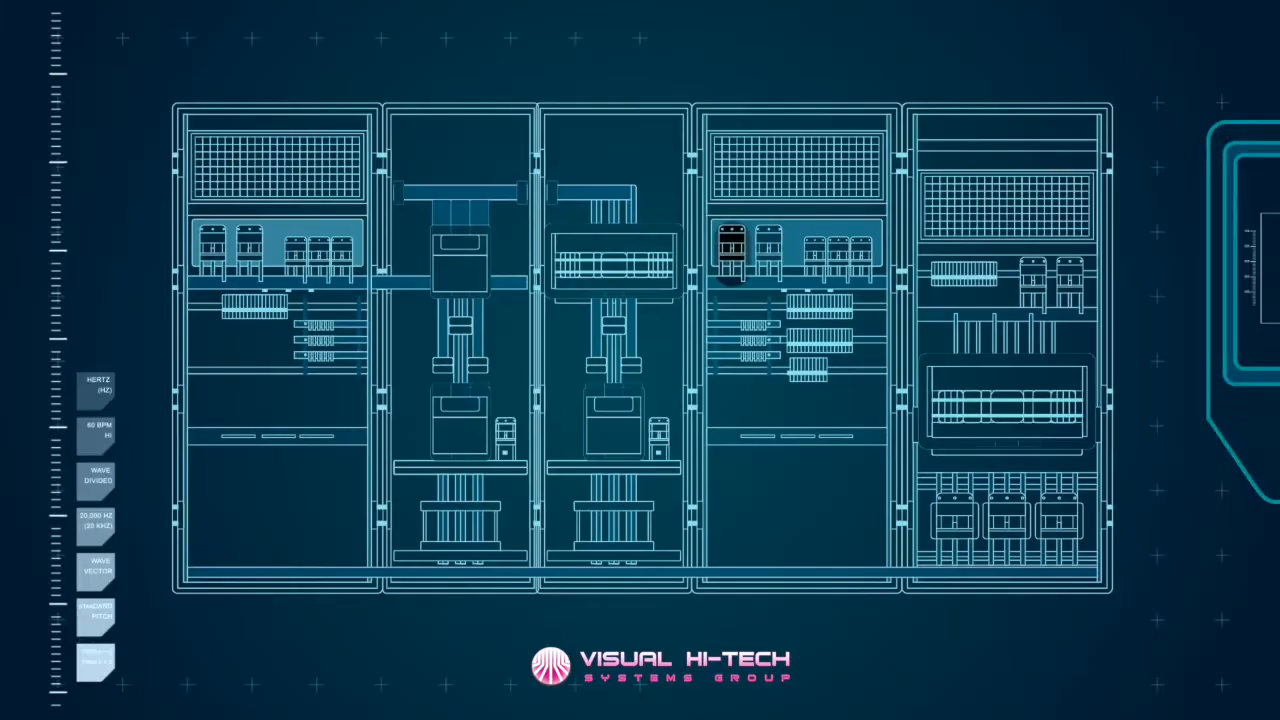 HERTZ
(HZ)
60 BPM
HI
WAVE
DIVIDED
20,000 HZ
(20 KHZ)
WAVE
VECTOR
STANDARD
PITCH
VISUAL HI-TECH
SYSTEMS GROUP